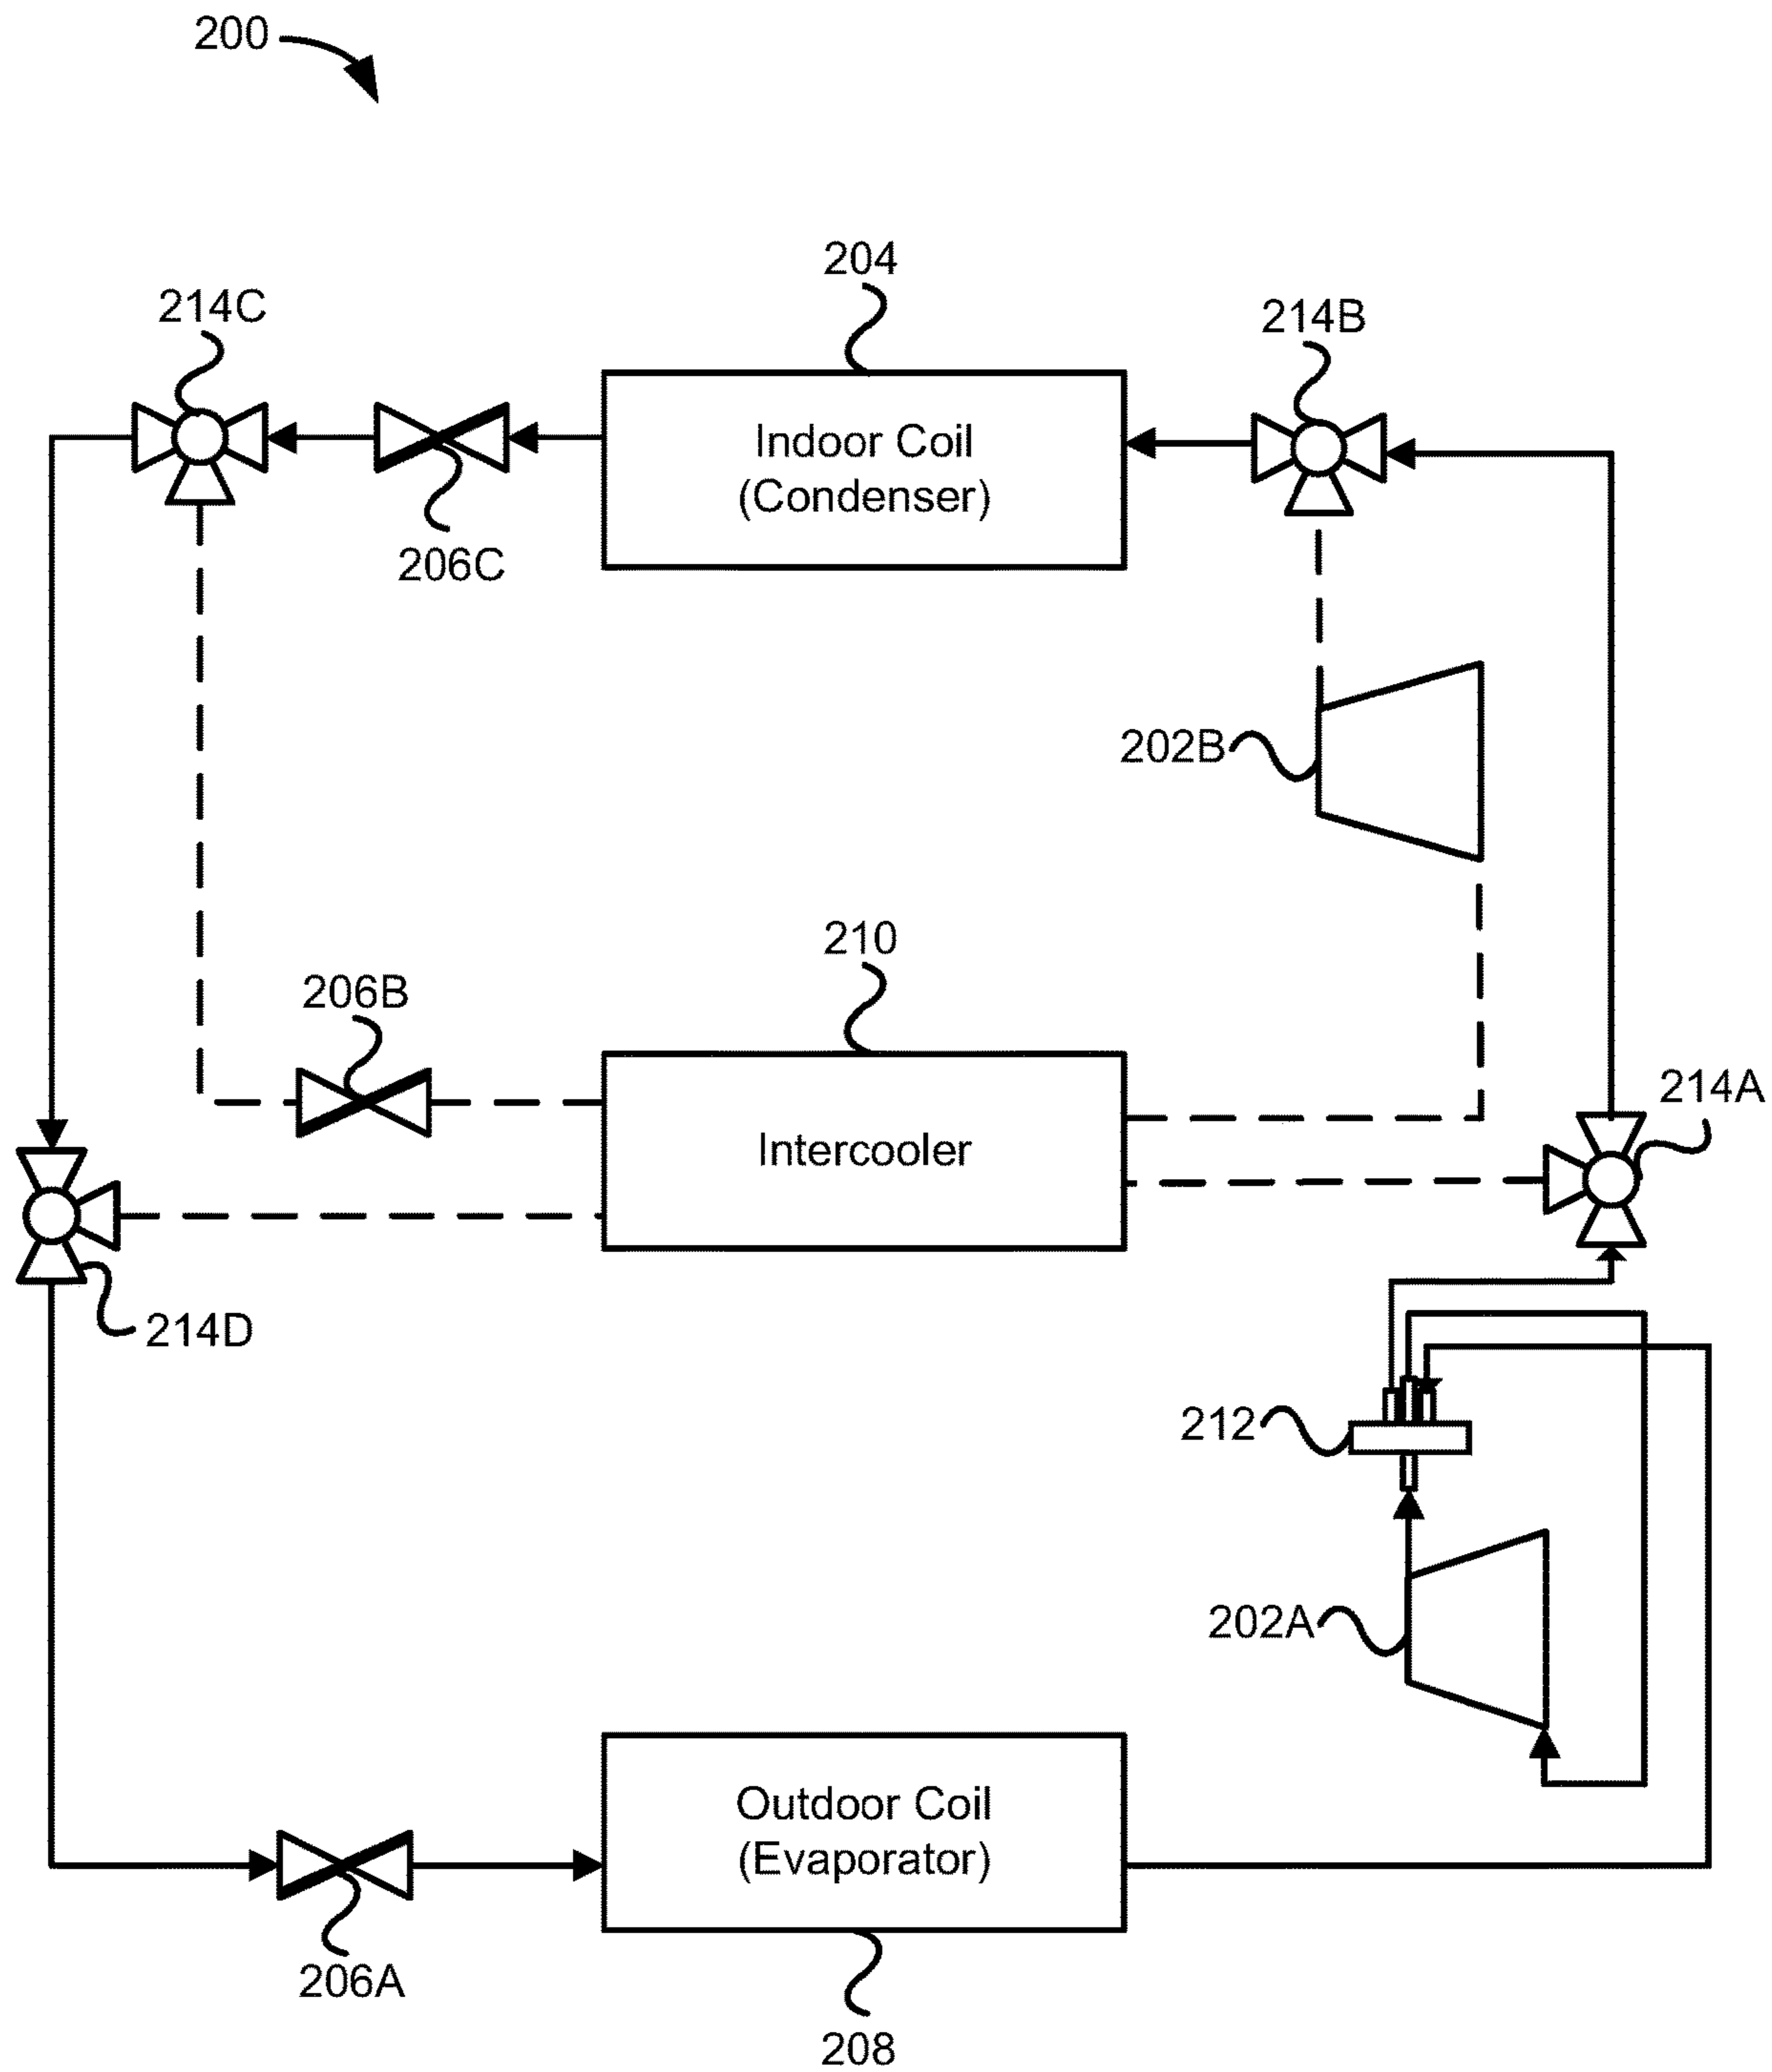 200
204
214C
214B
Indoor Coil
(Condenser)
206C
202B
210
206B
214A
Intercooler
214D
212
202A
Outdoor Coil
(Evaporator)
206A
208